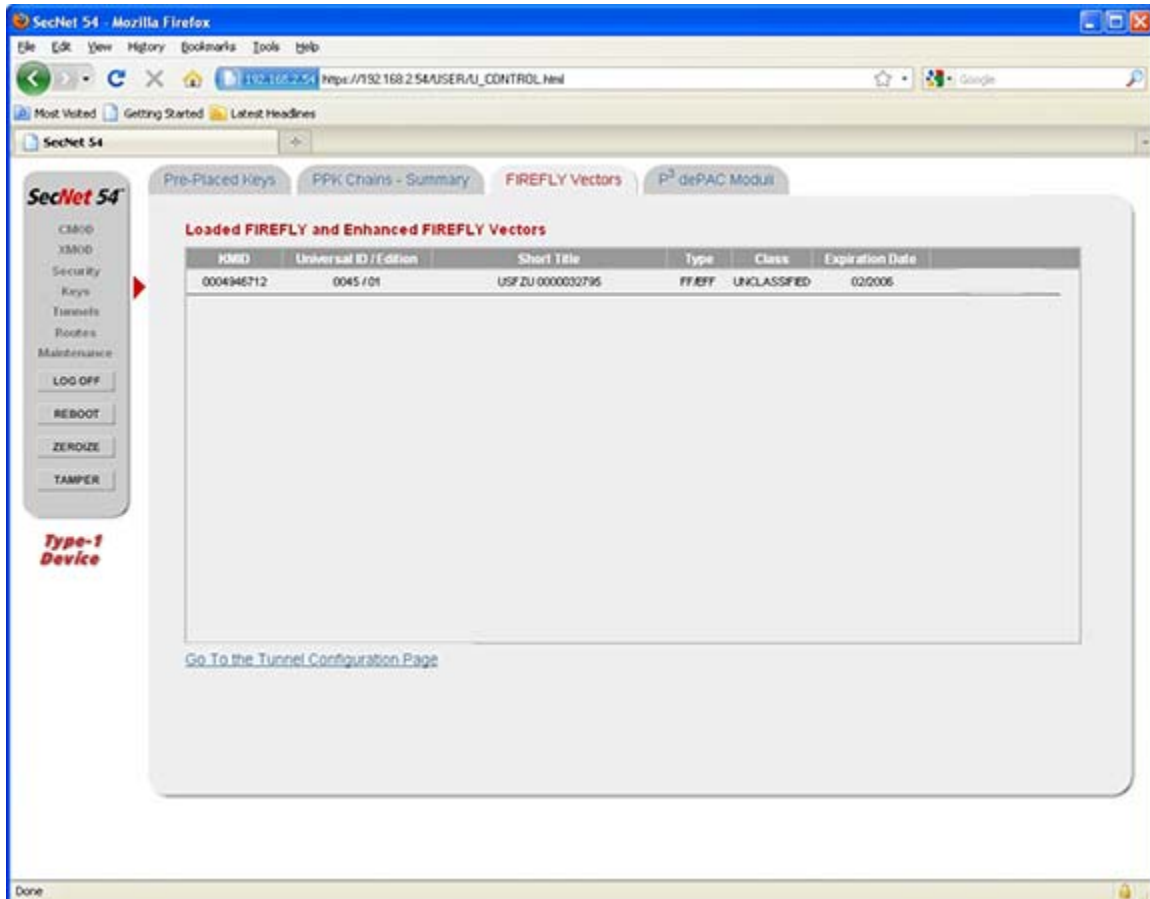 SecNet 54 - Mozilla Firefox
File Edit View History Bookmarks Tools Help
192.168.2.54 https://192.168.2.54/USER/U_CONTROL.html
Google
Most Visited Getting Started Latest Headlines
SecNet 54
SecNet 54
CMOD
XMOD
Security
Keys
Tunnels
Routes
Maintenance
LOG OFF
REBOOT
ZEROIZE
TAMPER
Type-1
Device
Pre-Placed Keys PPK Chains - Summary FIREFLY Vectors P³ dePAC Moduli
Loaded FIREFLY and Enhanced FIREFLY Vectors
KMID Universal ID / Edition Short Title Type Class Expiration Date
0004946712 0045 / 01 USFZU 0000032795 FF/EFF UNCLASSIFIED 02/2006
Go To the Tunnel Configuration Page
Done